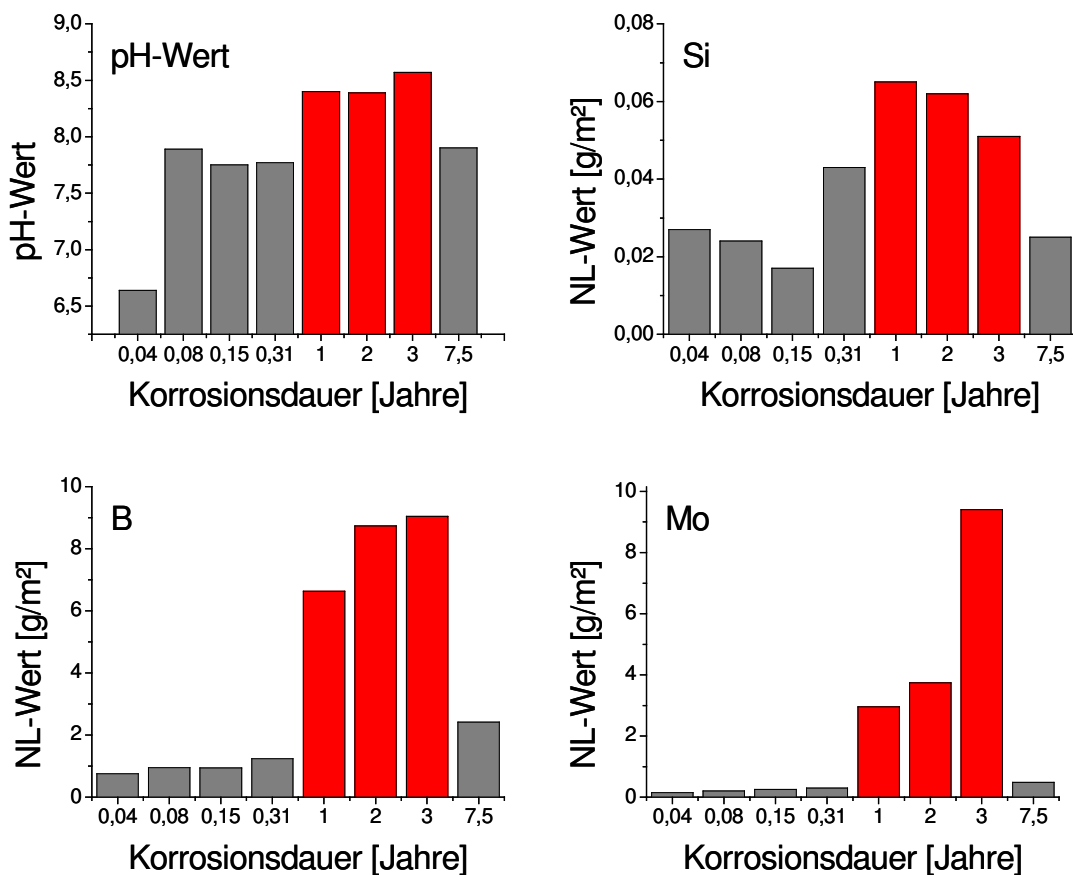 pH-Wert
pH-Wert
9,0
8,5
8,0
7,5
7,0
6,5
0,04 0,08 0,15 0,31 1 2 3 7,5
Korrosionsdauer [Jahre]
Si
NL-Wert [g/m²]
0,08
0,06
0,04
0,02
0,00
0,04 0,08 0,15 0,31 1 2 3 7,5
Korrosionsdauer [Jahre]
B
NL-Wert [g/m²]
10
8
6
4
2
0
0,04 0,08 0,15 0,31 1 2 3 7,5
Korrosionsdauer [Jahre]
Mo
NL-Wert [g/m²]
10
8
6
4
2
0
0,04 0,08 0,15 0,31 1 2 3 7,5
Korrosionsdauer [Jahre]